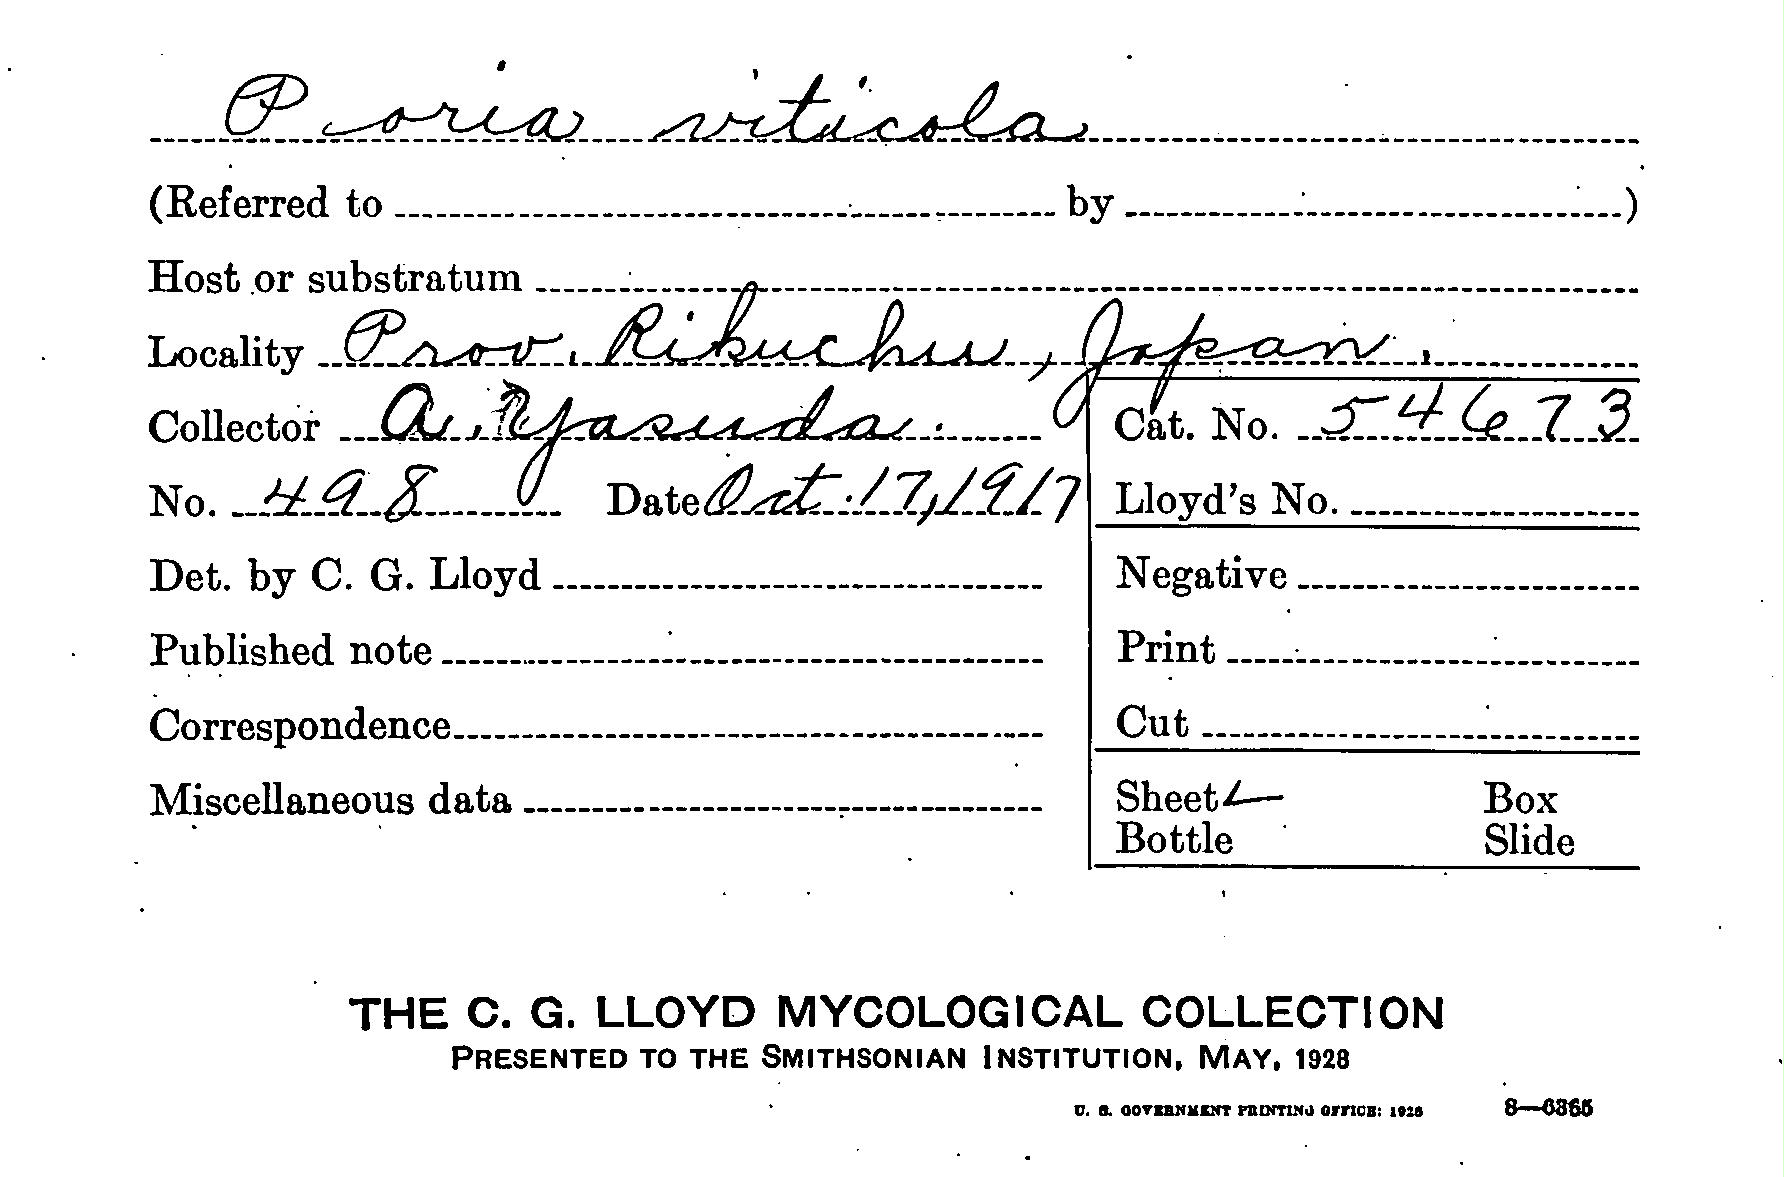 Poria viticola
(Referred to by )
Host or substratum
Locality Prov. Rikuchu, Japan.
Collector A. Yasuda. Cat. No. 54673
No. 498 Date Oct. 17, 1917 Lloyd's No.
Det. by C. G. Lloyd Negative
Published note Print
Correspondence Cut
Miscellaneous data Sheet Box
Bottle Slide
THE C. G. LLOYD MYCOLOGICAL COLLECTION
PRESENTED TO THE SMITHSONIAN INSTITUTION, MAY, 1928
U. S. GOVERNMENT PRINTING OFFICE: 1928 8—6365